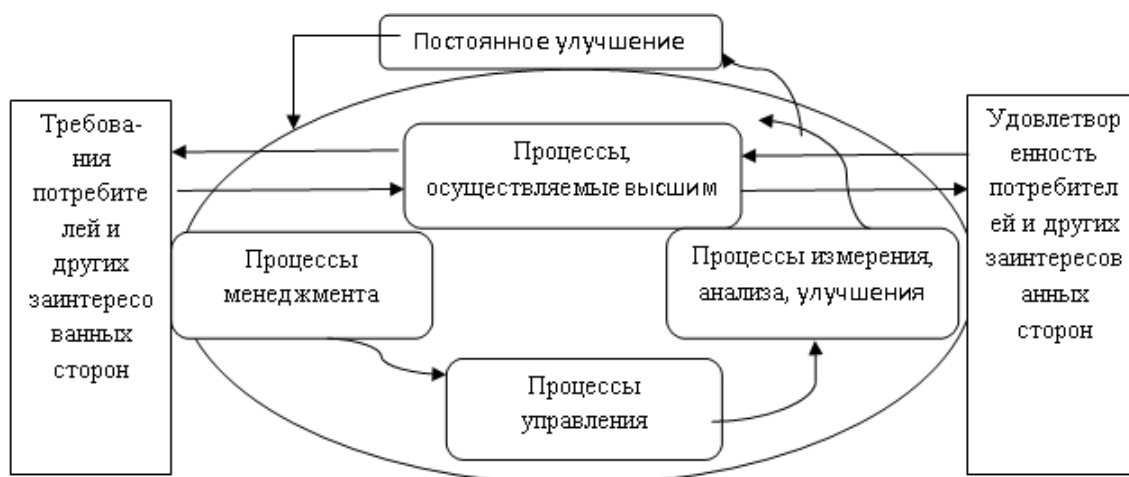 Постоянное улучшение
Требова-
ния
потребите
лей и
других
заинтересо
ванных
сторон
Процессы,
осуществляемые высшим
Удовлетвор
енность
потребител
ей и других
заинтересов
анных
сторон
Процессы
менеджмента
Процессы измерения,
анализа, улучшения
Процессы
управления